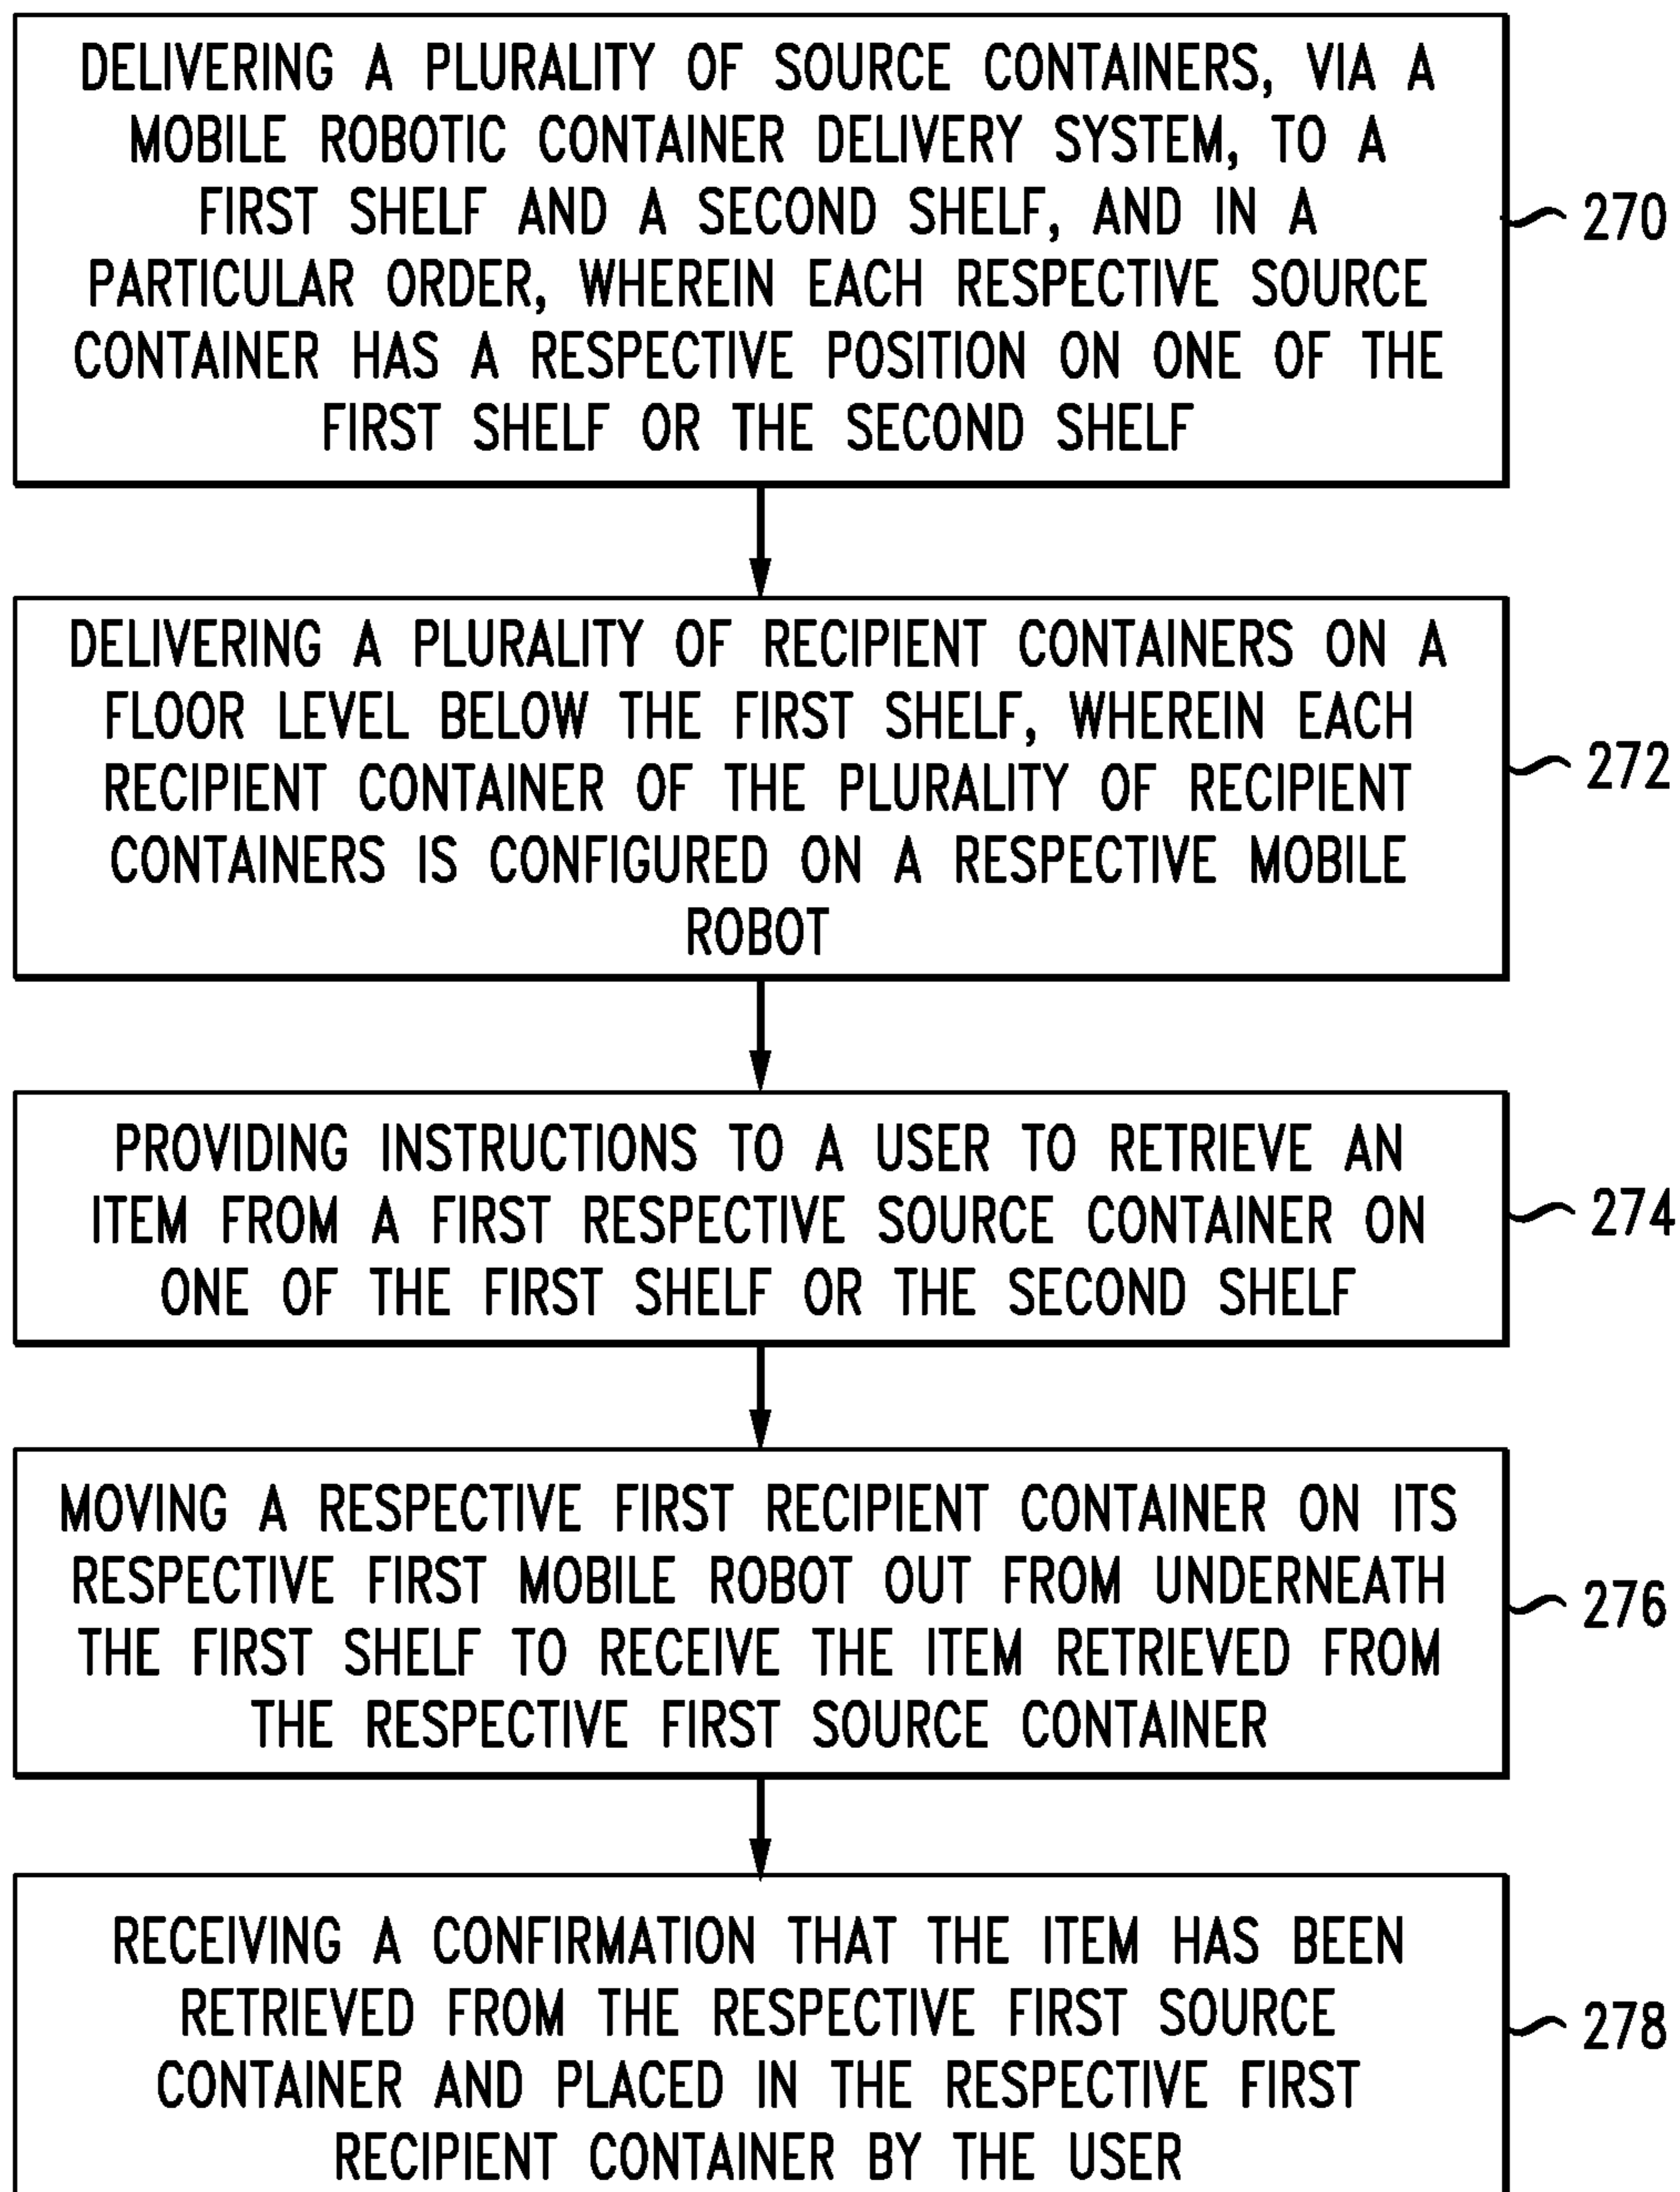 DELIVERING A PLURALITY OF SOURCE CONTAINERS, VIA A
MOBILE ROBOTIC CONTAINER DELIVERY SYSTEM, TO A
FIRST SHELF AND A SECOND SHELF, AND IN A
PARTICULAR ORDER, WHEREIN EACH RESPECTIVE SOURCE
CONTAINER HAS A RESPECTIVE POSITION ON ONE OF THE
FIRST SHELF OR THE SECOND SHELF
270
DELIVERING A PLURALITY OF RECIPIENT CONTAINERS ON A
FLOOR LEVEL BELOW THE FIRST SHELF, WHEREIN EACH
RECIPIENT CONTAINER OF THE PLURALITY OF RECIPIENT
CONTAINERS IS CONFIGURED ON A RESPECTIVE MOBILE
ROBOT
272
PROVIDING INSTRUCTIONS TO A USER TO RETRIEVE AN
ITEM FROM A FIRST RESPECTIVE SOURCE CONTAINER ON
ONE OF THE FIRST SHELF OR THE SECOND SHELF
274
MOVING A RESPECTIVE FIRST RECIPIENT CONTAINER ON ITS
RESPECTIVE FIRST MOBILE ROBOT OUT FROM UNDERNEATH
THE FIRST SHELF TO RECEIVE THE ITEM RETRIEVED FROM
THE RESPECTIVE FIRST SOURCE CONTAINER
276
RECEIVING A CONFIRMATION THAT THE ITEM HAS BEEN
RETRIEVED FROM THE RESPECTIVE FIRST SOURCE
CONTAINER AND PLACED IN THE RESPECTIVE FIRST
RECIPIENT CONTAINER BY THE USER
278